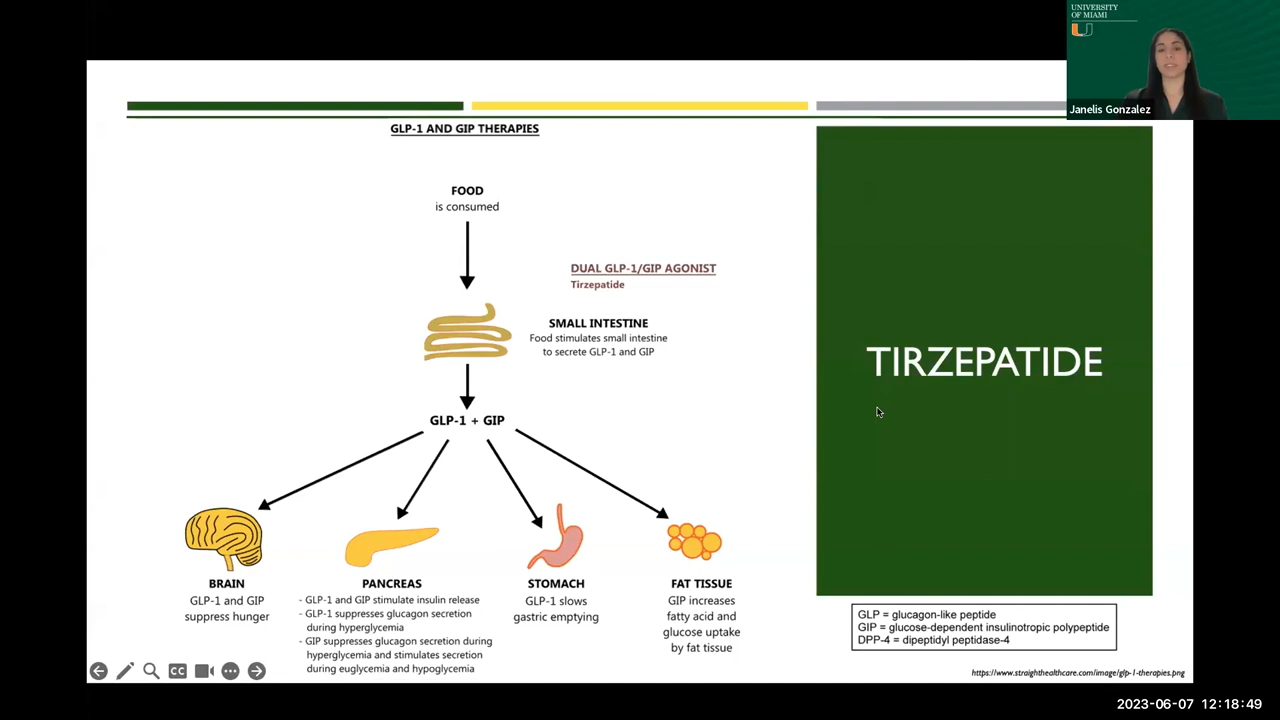 UNIVERSITY
OF MIAMI
Janelis Gonzalez
GLP-1 AND GIP THERAPIES
FOOD
is consumed
DUAL GLP-1/GIP AGONIST
Tirzepatide
SMALL INTESTINE
Food stimulates small intestine
to secrete GLP-1 and GIP
GLP-1 + GIP
BRAIN
GLP-1 and GIP
suppress hunger
PANCREAS
- GLP-1 and GIP stimulate insulin release
- GLP-1 suppresses glucagon secretion
during hyperglycemia
- GIP suppresses glucagon secretion during
hyperglycemia and stimulates secretion
during euglycemia and hypoglycemia
STOMACH
GLP-1 slows
gastric emptying
FAT TISSUE
GIP increases
fatty acid and
glucose uptake
by fat tissue
TIRZEPATIDE
GLP = glucagon-like peptide
GIP = glucose-dependent insulinotropic polypeptide
DPP-4 = dipeptidyl peptidase-4
https://www.straighthealthcare.com/image/glp-1-therapies.png
CC
2023-06-07 12:18:49